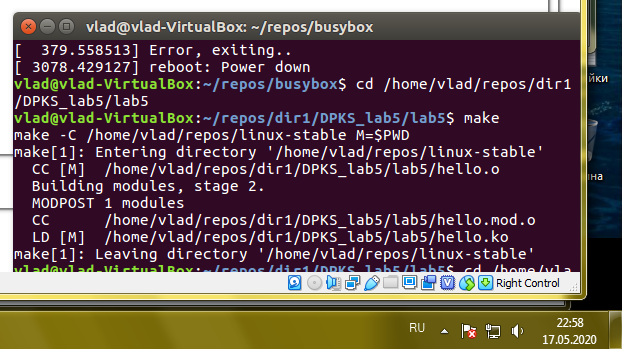 vlad@vlad-VirtualBox: ~/repos/busybox
[  379.558513] Error, exiting..
[ 3078.429127] reboot: Power down
vlad@vlad-VirtualBox:~/repos/busybox$ cd /home/vlad/repos/dir1
/DPKS_lab5/lab5
vlad@vlad-VirtualBox:~/repos/dir1/DPKS_lab5/lab5$ make
make -C /home/vlad/repos/linux-stable M=$PWD
make[1]: Entering directory '/home/vlad/repos/linux-stable'
  CC [M]  /home/vlad/repos/dir1/DPKS_lab5/lab5/hello.o
  Building modules, stage 2.
  MODPOST 1 modules
  CC      /home/vlad/repos/dir1/DPKS_lab5/lab5/hello.mod.o
  LD [M]  /home/vlad/repos/dir1/DPKS_lab5/lab5/hello.ko
make[1]: Leaving directory '/home/vlad/repos/linux-stable'
vlad@vlad-VirtualBox:~/repos/dir1/DPKS_lab5/lab5$ cd /home/vla
Right Control
йки
ина
RU
22:58
17.05.2020